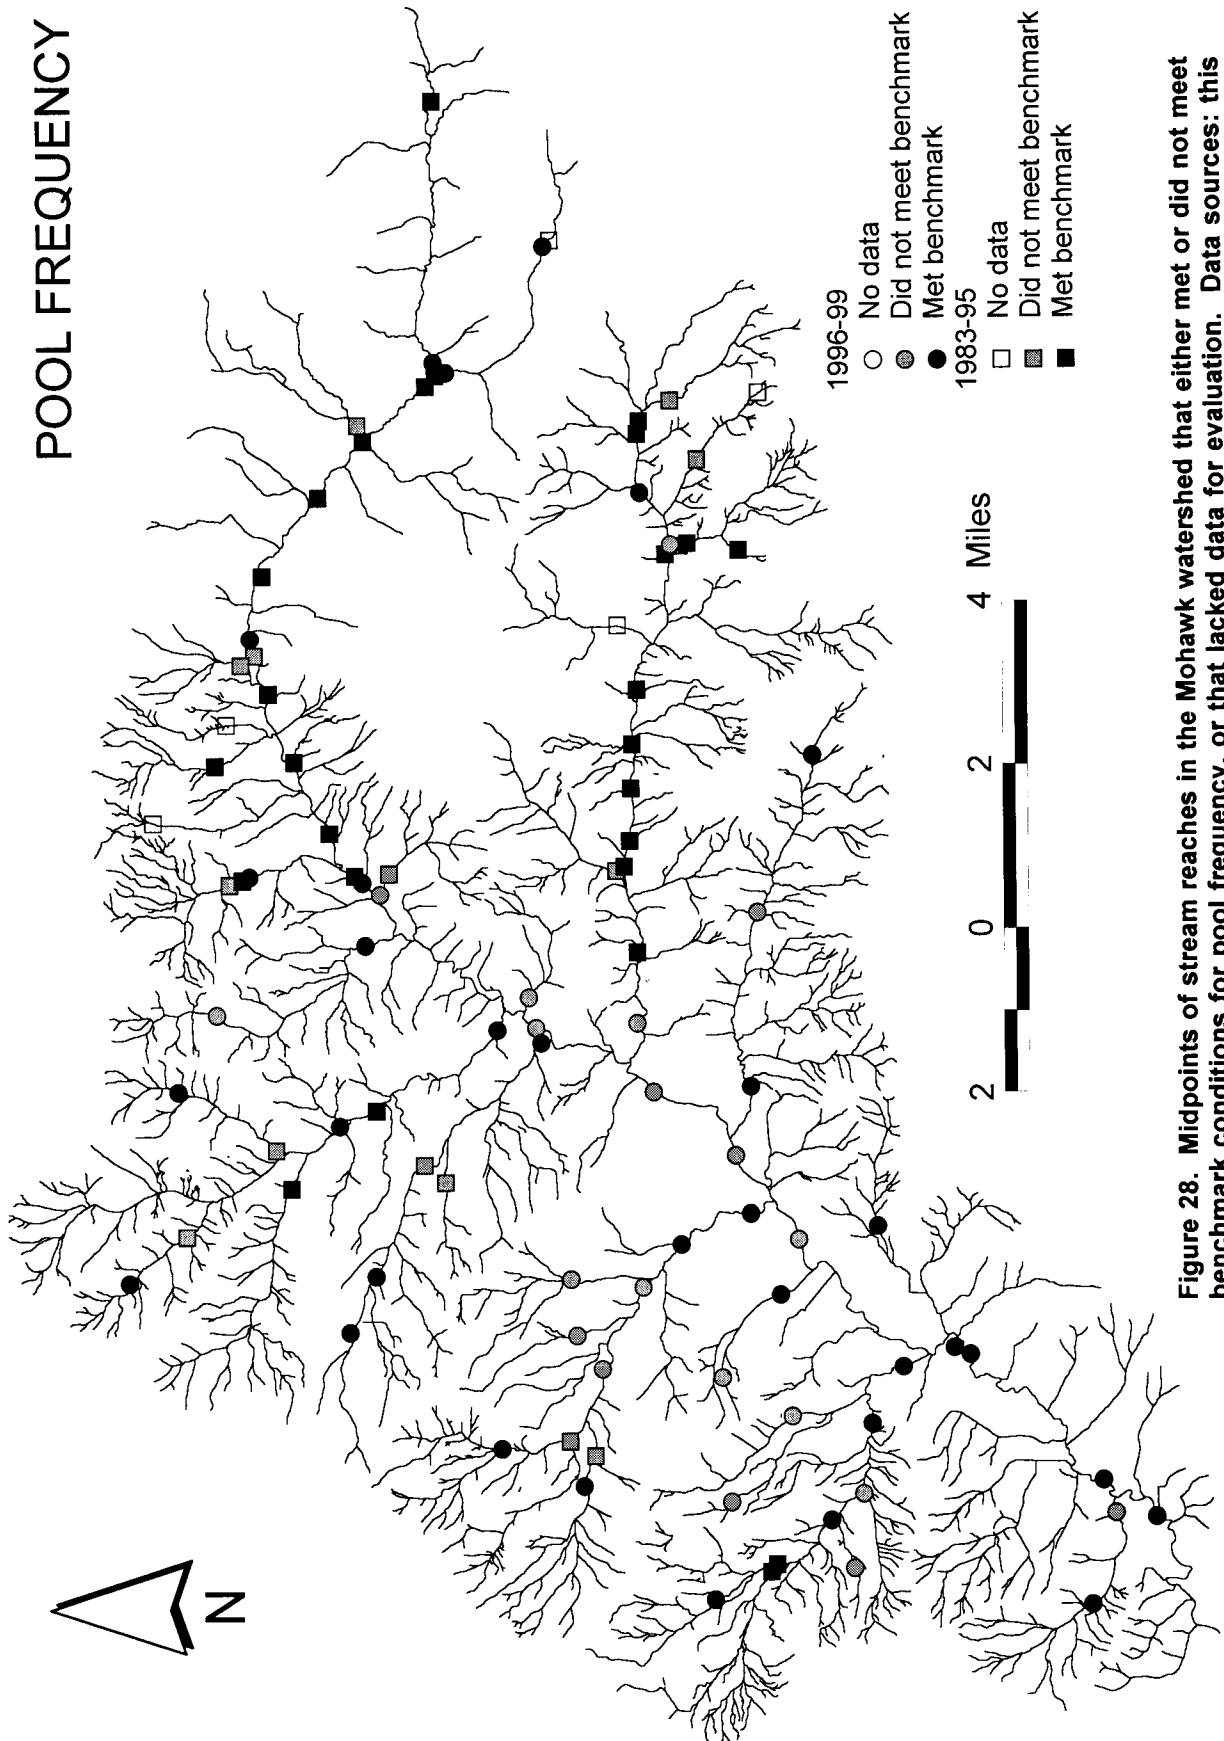 POOL FREQUENCY
N
1996-99
No data
Did not meet benchmark
Met benchmark
1983-95
No data
Did not meet benchmark
Met benchmark
2 0 2 4 Miles
Figure 28. Midpoints of stream reaches in the Mohawk watershed that either met or did not meet
benchmark conditions for pool frequency, or that lacked data for evaluation. Data sources: this